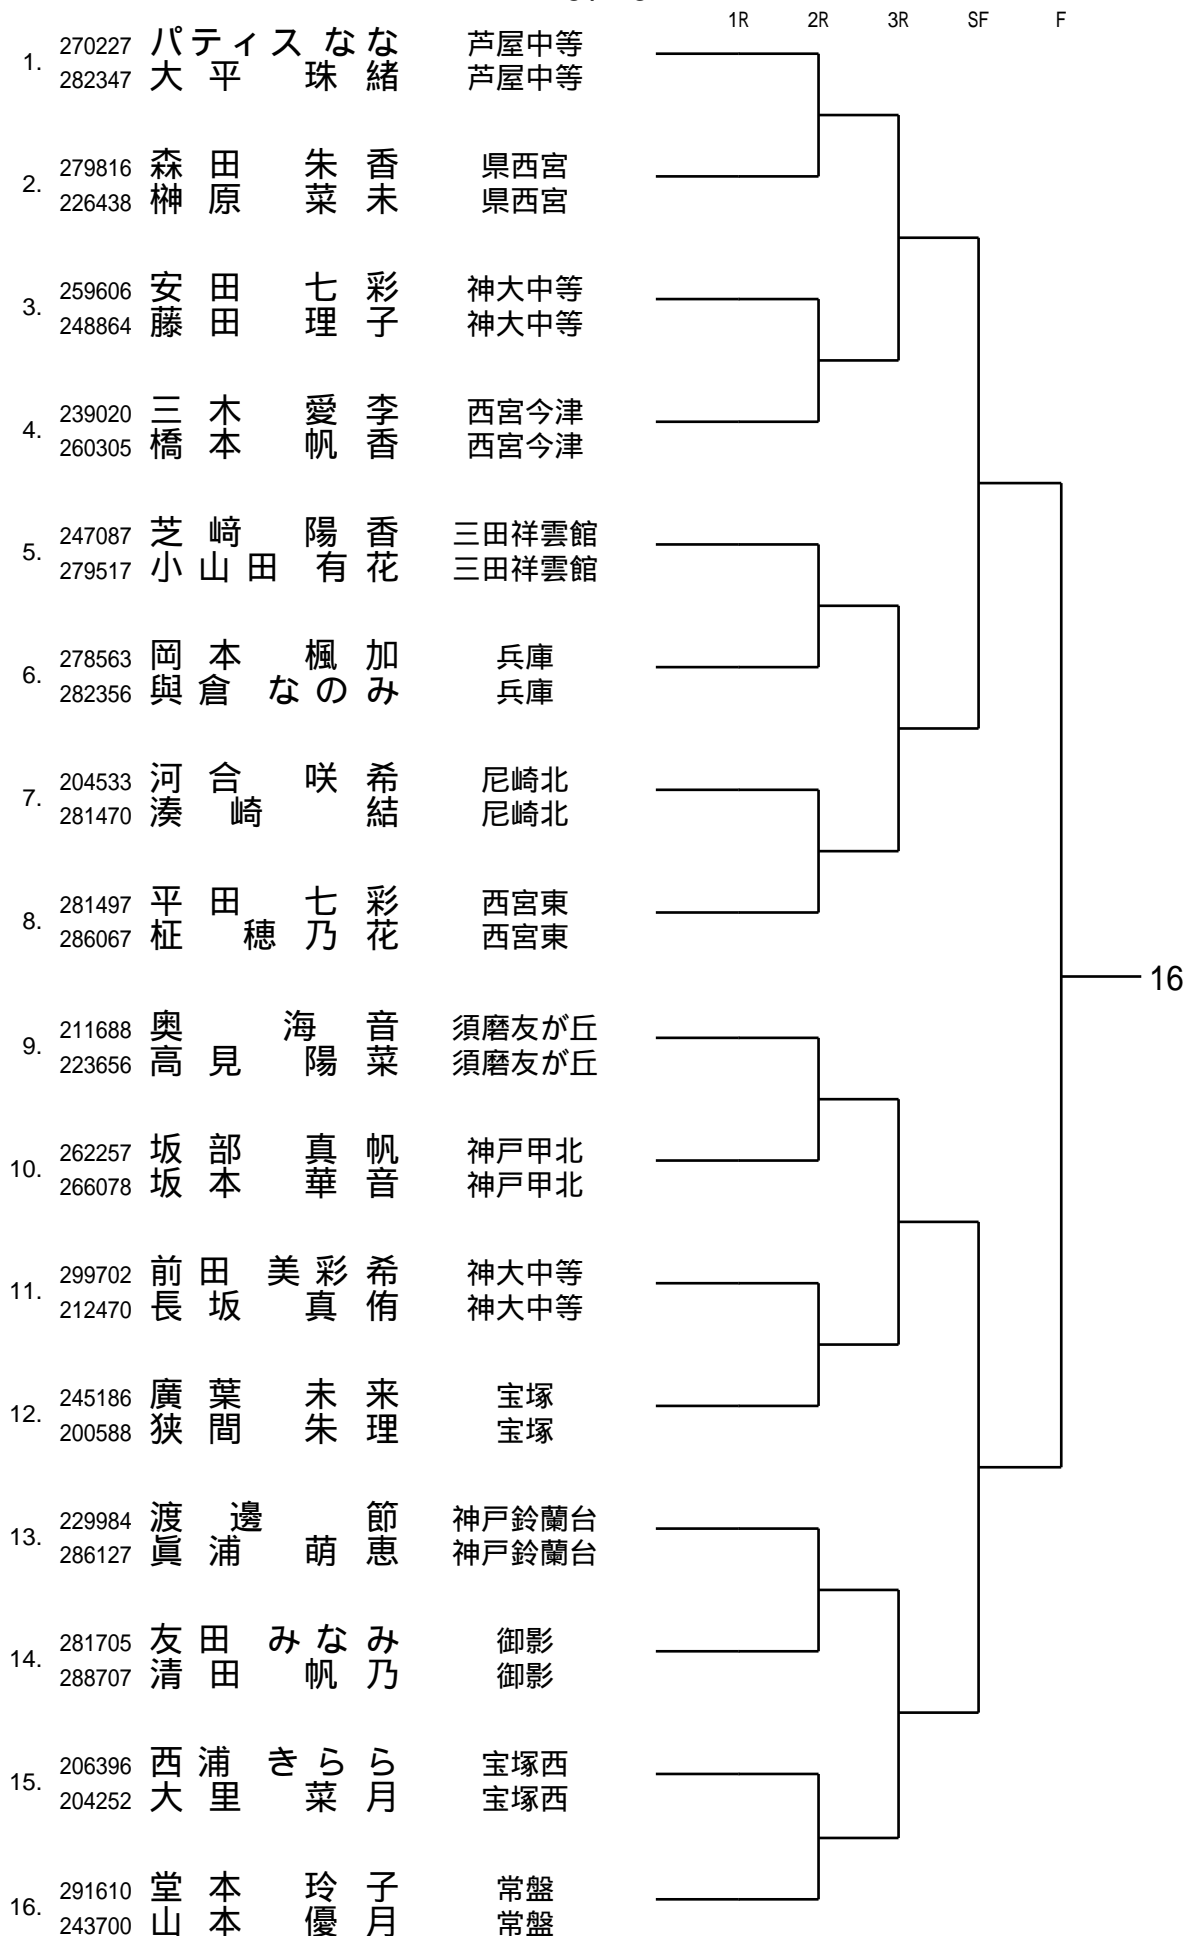 1R 2R 3R SF F
1. 270227 パティス なな 芦屋中等
282347 大平 珠緒 芦屋中等
2. 279816 森田 朱香 県西宮
226438 榊原 菜未 県西宮
3. 259606 安田 七彩 神大中等
248864 藤田 理子 神大中等
4. 239020 三木 愛李 西宮今津
260305 橋本 帆香 西宮今津
5. 247087 芝﨑 陽香 三田祥雲館
279517 小山田 有花 三田祥雲館
6. 278563 岡本 楓加 兵庫
282356 與倉 なのみ 兵庫
7. 204533 河合 咲希 尼崎北
281470 湊崎 結 尼崎北
8. 281497 平田 七彩 西宮東
286067 柾 穂乃花 西宮東
16
9. 211688 奥 海音 須磨友が丘
223656 高見 陽菜 須磨友が丘
10. 262257 坂部 真帆 神戸甲北
266078 坂本 華音 神戸甲北
11. 299702 前田 美彩希 神大中等
212470 長坂 真侑 神大中等
12. 245186 廣葉 未来 宝塚
200588 狭間 朱理 宝塚
13. 229984 渡邊 節 神戸鈴蘭台
286127 眞浦 萌恵 神戸鈴蘭台
14. 281705 友田 みなみ 御影
288707 清田 帆乃 御影
15. 206396 西浦 きらら 宝塚西
204252 大里 菜月 宝塚西
16. 291610 堂本 玲子 常盤
243700 山本 優月 常盤